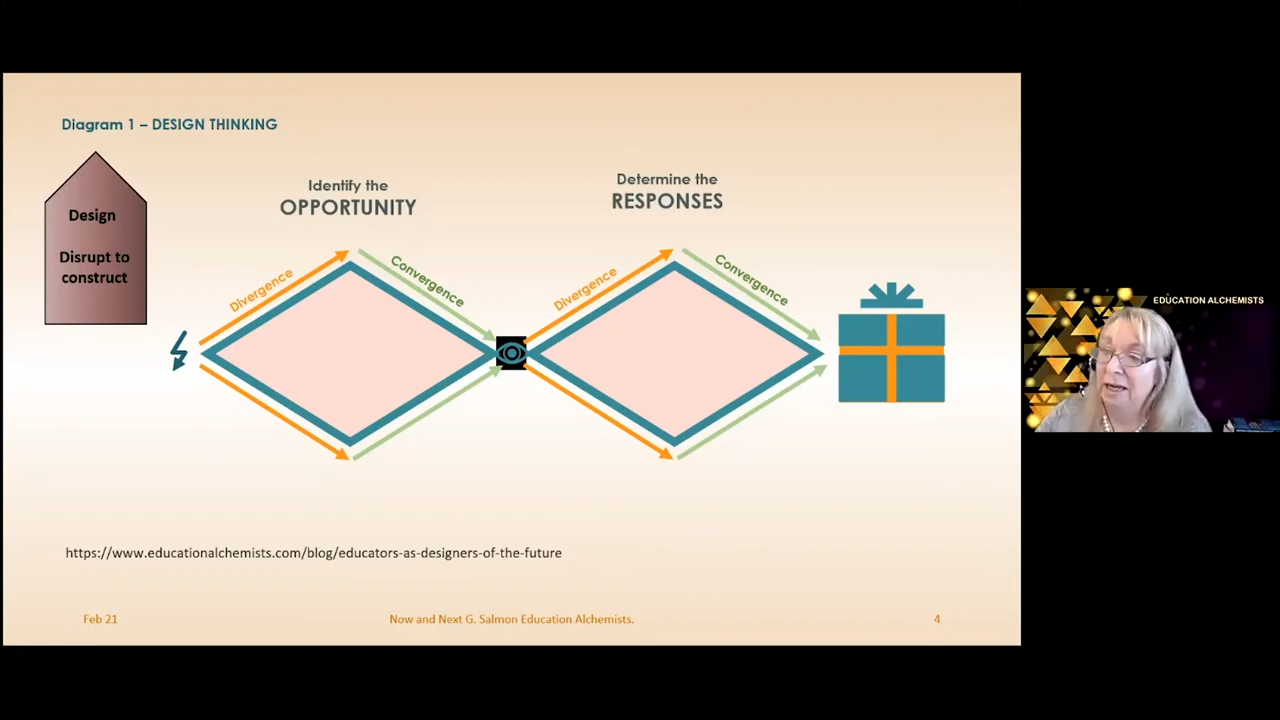 Diagram 1 – DESIGN THINKING
Design
Disrupt to
construct
Identify the
OPPORTUNITY
Determine the
RESPONSES
Divergence
Convergence
Divergence
Convergence
EDUCATION ALCHEMISTS
https://www.educationalchemists.com/blog/educators-as-designers-of-the-future
Feb 21
Now and Next G. Salmon Education Alchemists.
4